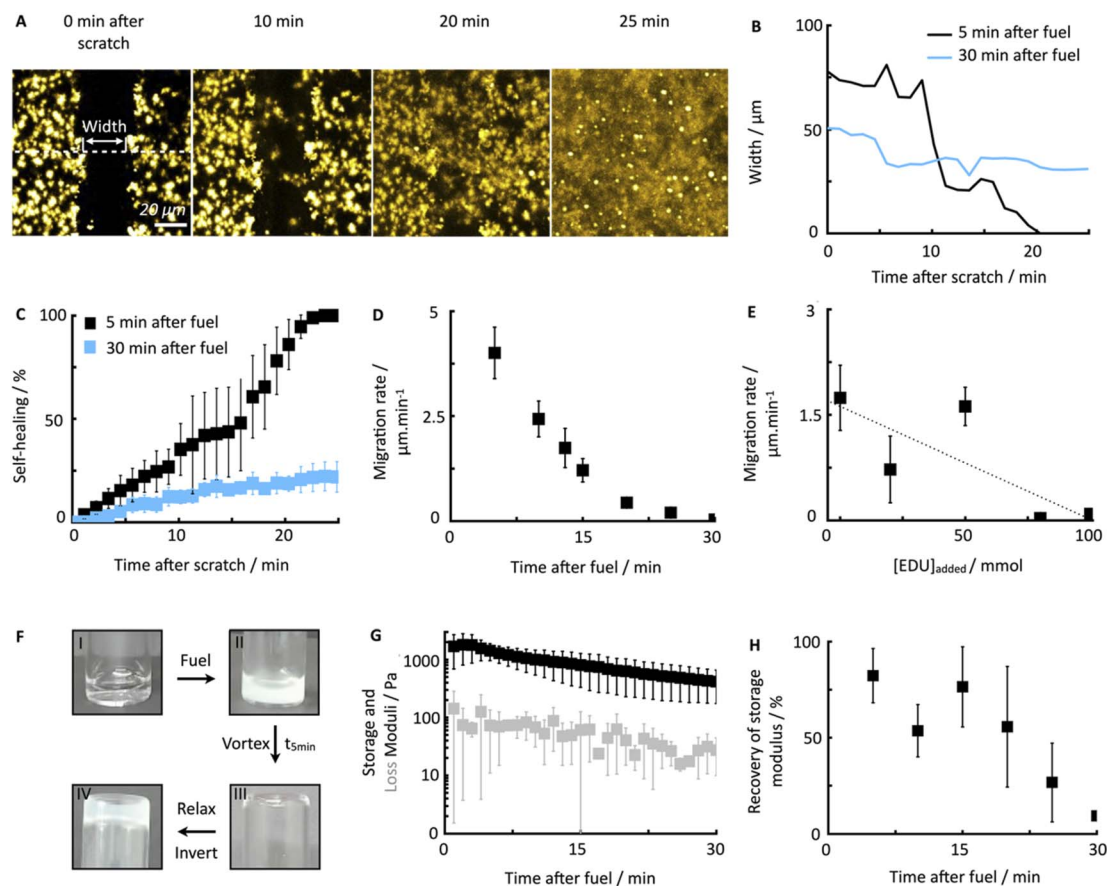 A
0 min after
scratch
10 min
20 min
25 min
Width
20 μm
B
5 min after fuel
30 min after fuel
Width / μm
100
50
0
0
10
20
Time after scratch / min
C
5 min after fuel
30 min after fuel
Self-healing / %
100
50
0
0
10
20
Time after scratch / min
D
Migration rate /
μm.min⁻¹
5
2.5
0
0
15
30
Time after fuel / min
E
Migration rate /
μm.min⁻¹
3
1.5
0
0
50
100
[EDU]added / mmol
F
I
Fuel
II
Vortex
t5min
IV
Relax
Invert
III
G
Storage and
Loss Moduli / Pa
1000
100
10
0
0
15
30
Time after fuel / min
H
Recovery of storage
modulus / %
100
50
0
0
15
30
Time after fuel / min